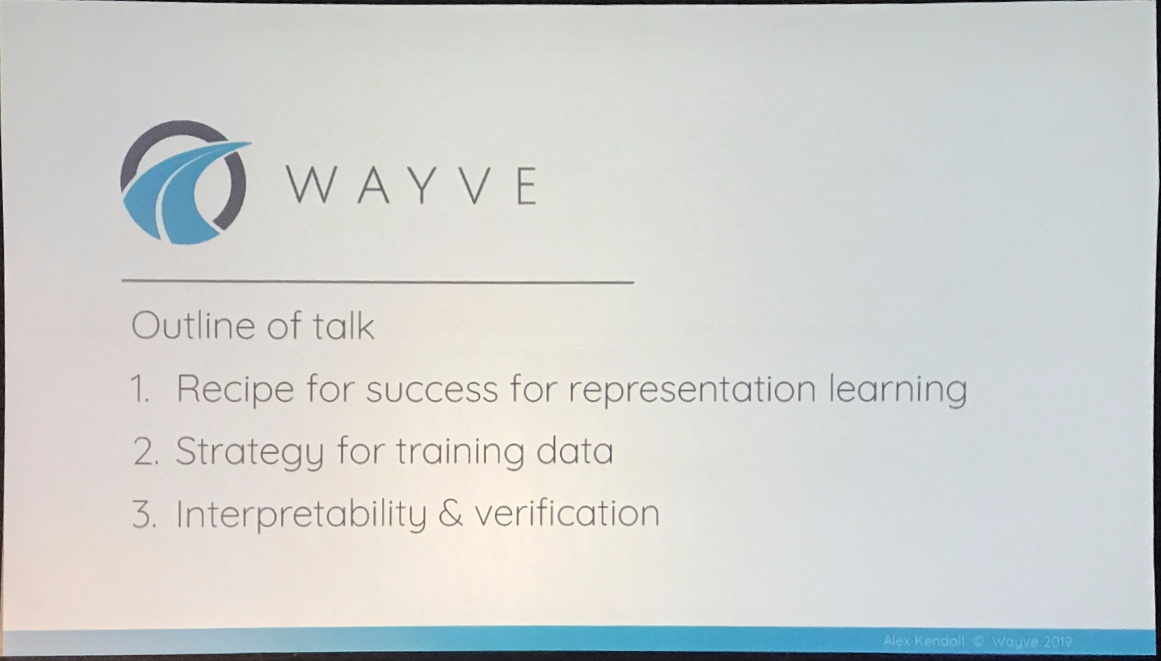 WAYVE
Outline of talk
1. Recipe for success for representation learning
2. Strategy for training data
3. Interpretability & verification
Alex Kendall © Wayve 2019